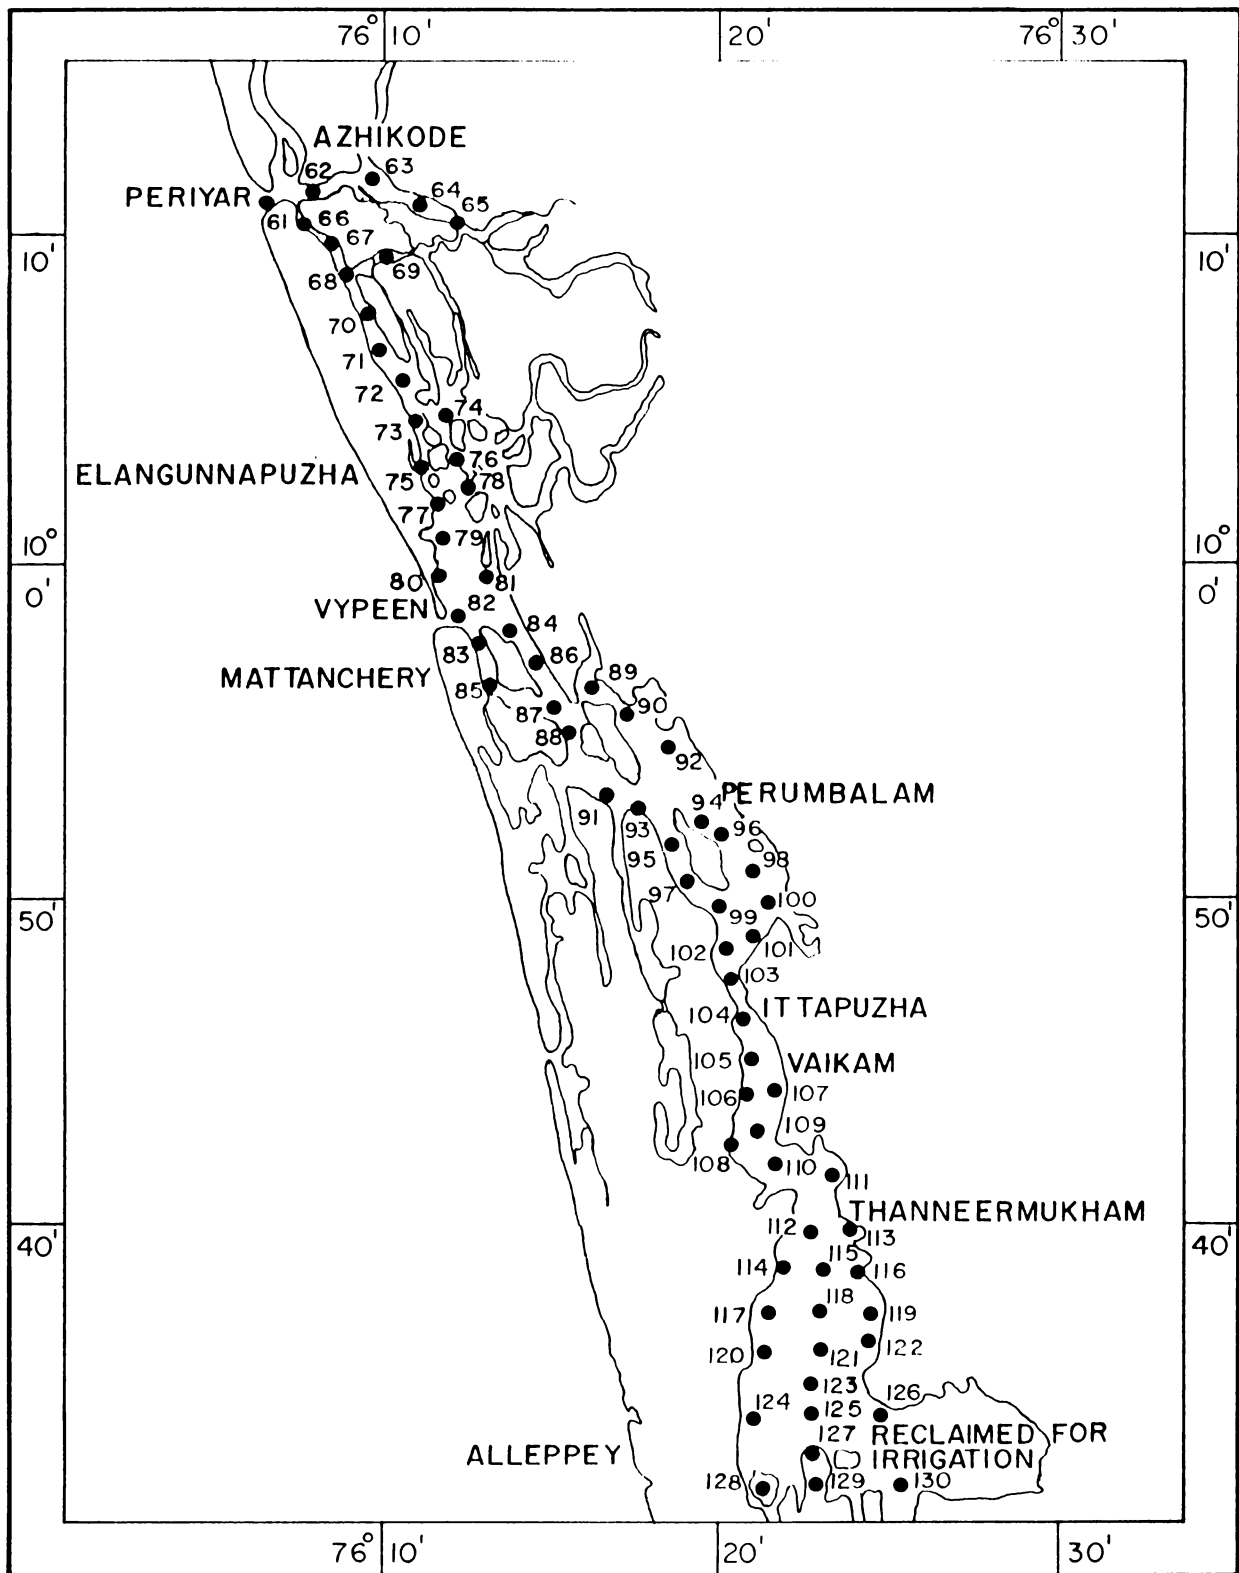 76° 10' 20' 76° 30'
AZHIKODE
62 63
PERIYAR 64
61 66 65
67
10' 68 69 10'
70
71
72
74
73
ELANGUNNAPUZHA 75 76
78
77
10° 79 10°
0' 80 81 0'
VYPEEN 82
84
83 86
MATTANCHERY 85 89
87 90
88
92
PERUMBALAM
91 93 94 96
95 98
97
50' 99 100 50'
102 101
103
104 ITTAPUZHA
105 VAIKAM
106 107
109
108 110
111
THANNEERMUKHAM
40' 112 113 40'
114 115 116
117 118 119
120 121 122
123
124 125 126
127 RECLAIMED FOR
ALLEPPEY IRRIGATION
128 129 130
76° 10' 20' 30'